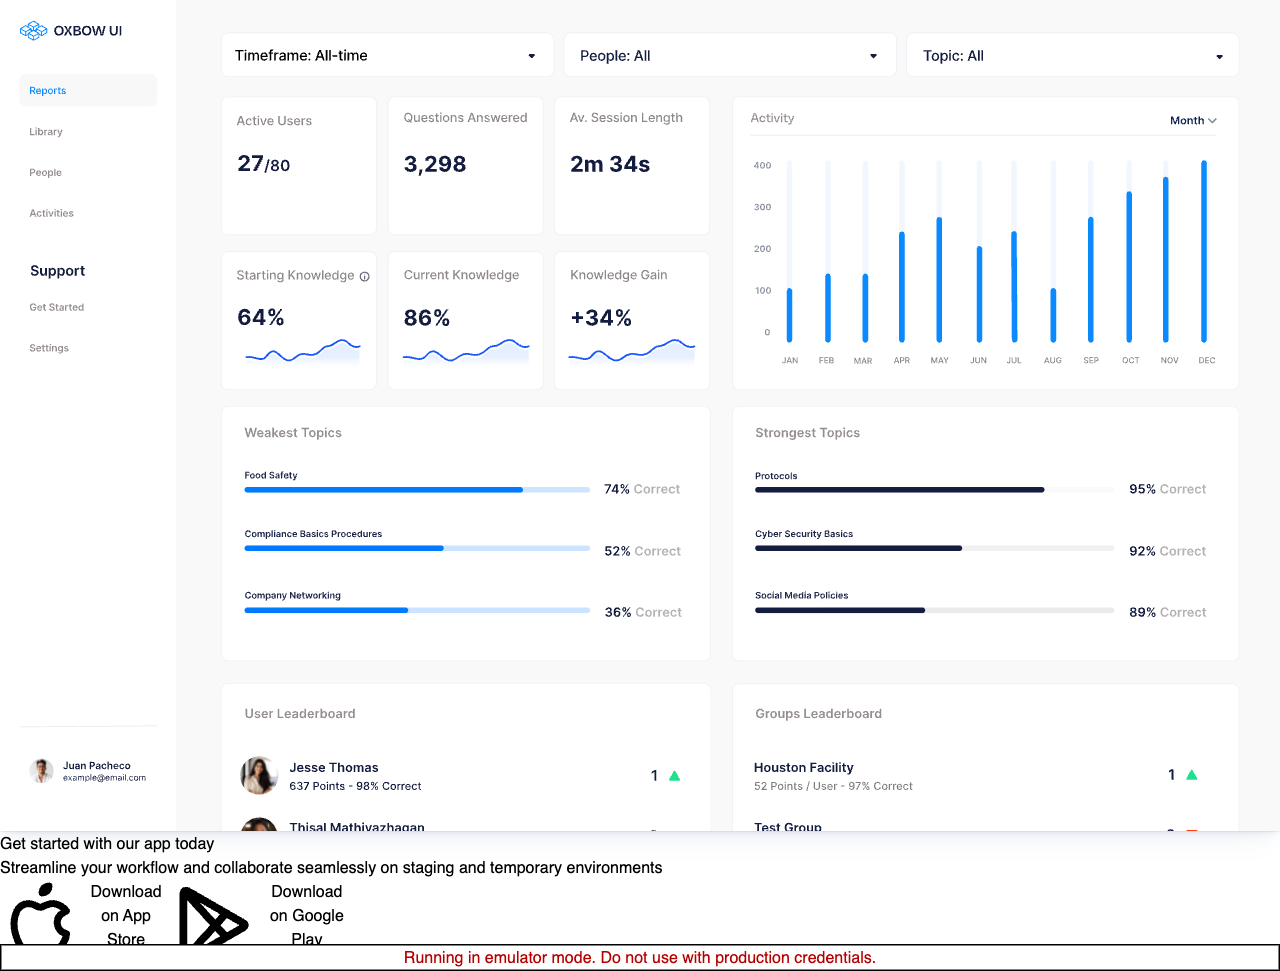 OXBOW UI
Reports
Library
People
Activities
Support
Get Started
Settings
Juan Pacheco
example@email.com
Timeframe: All-time
People: All
Topic: All
Active Users
27/80
Questions Answered
3,298
Av. Session Length
2m 34s
Starting Knowledge
64%
Current Knowledge
86%
Knowledge Gain
+34%
Activity
Month
400
300
200
100
0
JAN FEB MAR APR MAY JUN JUL AUG SEP OCT NOV DEC
Weakest Topics
Food Safety
74% Correct
Compliance Basics Procedures
52% Correct
Company Networking
36% Correct
Strongest Topics
Protocols
95% Correct
Cyber Security Basics
92% Correct
Social Media Policies
89% Correct
User Leaderboard
Jesse Thomas
637 Points - 98% Correct
1
Thisal Mathiyazhagan
Groups Leaderboard
Houston Facility
52 Points / User - 97% Correct
1
Test Group
Get started with our app today
Streamline your workflow and collaborate seamlessly on staging and temporary environments
Download
on App
Store
Download
on Google
Play
Running in emulator mode. Do not use with production credentials.